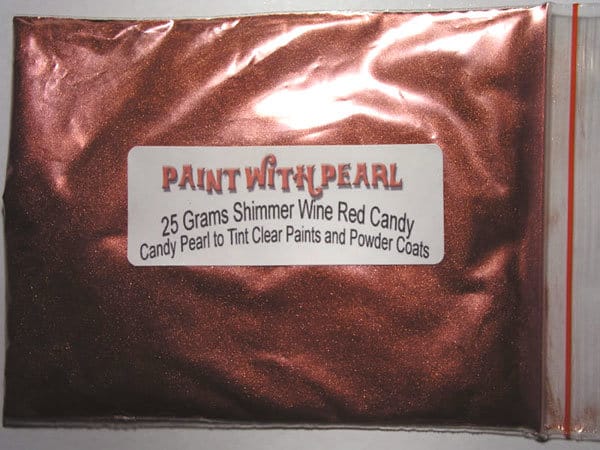 PAINT WITH PEARL
25 Grams Shimmer Wine Red Candy
Candy Pearl to Tint Clear Paints and Powder Coats